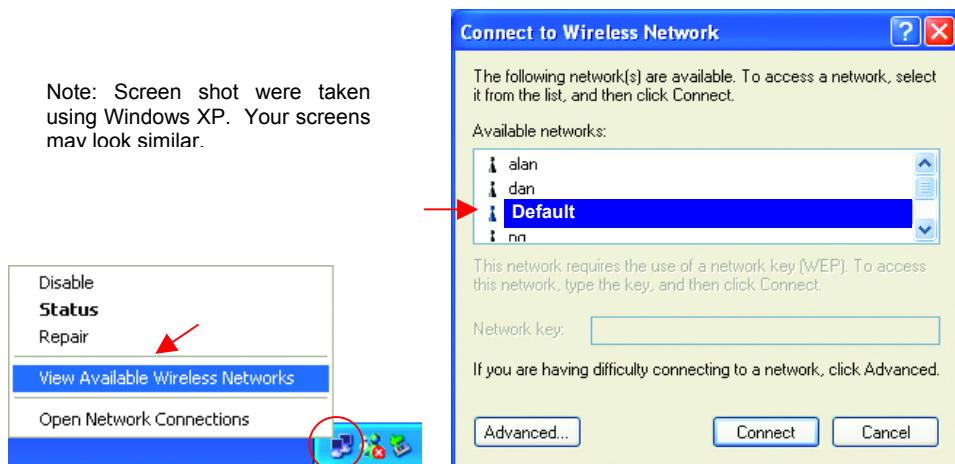 Note: Screen shot were taken
using Windows XP. Your screens
may look similar.
Disable
Status
Repair
View Available Wireless Networks
Open Network Connections
Connect to Wireless Network
The following network(s) are available. To access a network, select
it from the list, and then click Connect.
Available networks:
alan
dan
Default
ng
This network requires the use of a network key (WEP). To access
this network, type the key, and then click Connect.
Network key:
If you are having difficulty connecting to a network, click Advanced.
Advanced...
Connect
Cancel